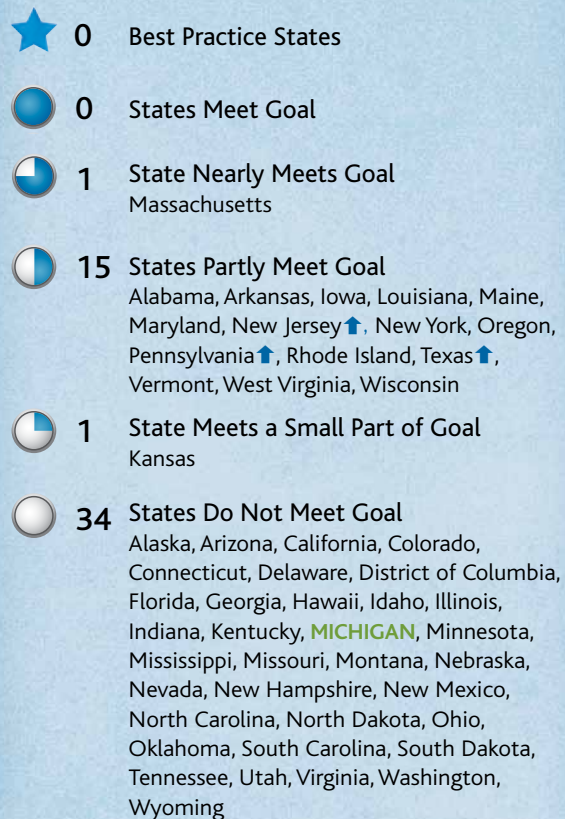 0 Best Practice States
0 States Meet Goal
1 State Nearly Meets Goal
Massachusetts
15 States Partly Meet Goal
Alabama, Arkansas, Iowa, Louisiana, Maine,
Maryland, New Jersey⬆, New York, Oregon,
Pennsylvania⬆, Rhode Island, Texas⬆,
Vermont, West Virginia, Wisconsin
1 State Meets a Small Part of Goal
Kansas
34 States Do Not Meet Goal
Alaska, Arizona, California, Colorado,
Connecticut, Delaware, District of Columbia,
Florida, Georgia, Hawaii, Idaho, Illinois,
Indiana, Kentucky, MICHIGAN, Minnesota,
Mississippi, Missouri, Montana, Nebraska,
Nevada, New Hampshire, New Mexico,
North Carolina, North Dakota, Ohio,
Oklahoma, South Carolina, South Dakota,
Tennessee, Utah, Virginia, Washington,
Wyoming